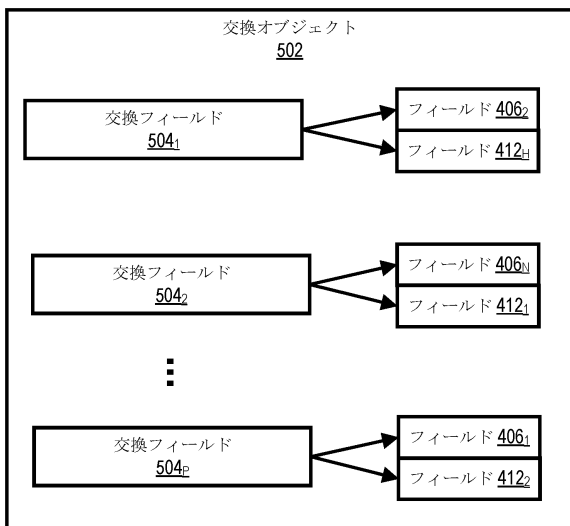 交換オブジェクト
502
交換フィールド
504₁
フィールド 406₂
フィールド 412H
交換フィールド
504₂
フィールド 406N
フィールド 412₁
交換フィールド
504P
フィールド 406₁
フィールド 412₂